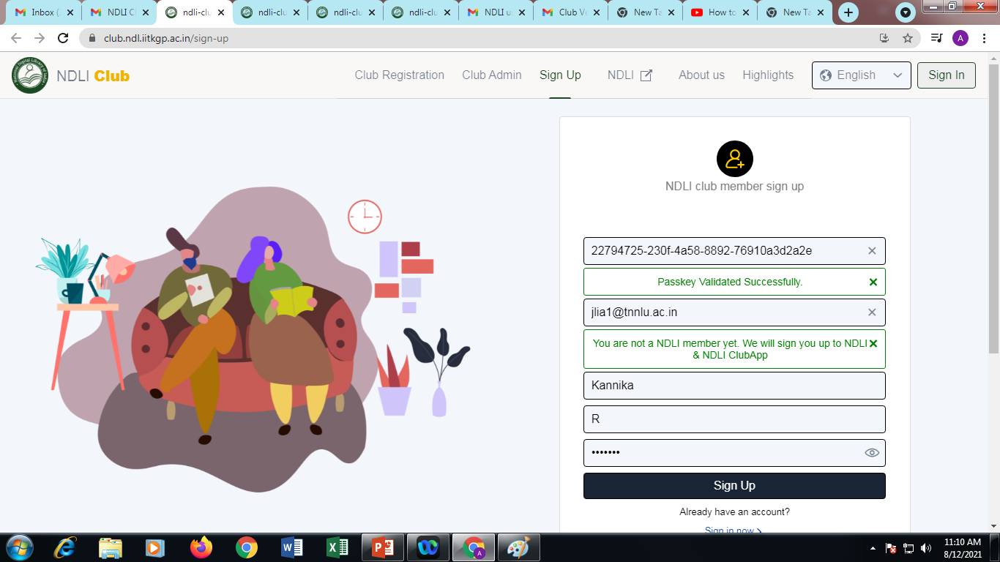 Inbox (
NDLI C
ndli-clu
ndli-clu
ndli-clu
ndli-clu
NDLI u
Club Ve
New Ta
How to
New Ta
club.ndl.iitkgp.ac.in/sign-up
A
NDLI Club
Club Registration
Club Admin
Sign Up
NDLI
About us
Highlights
English
Sign In
NDLI club member sign up
22794725-230f-4a58-8892-76910a3d2a2e
Passkey Validated Successfully.
jlia1@tnnlu.ac.in
You are not a NDLI member yet. We will sign you up to NDLI
& NDLI ClubApp
Kannika
R
•••••••
Sign Up
Already have an account?
Sign in now >
11:10 AM
8/12/2021